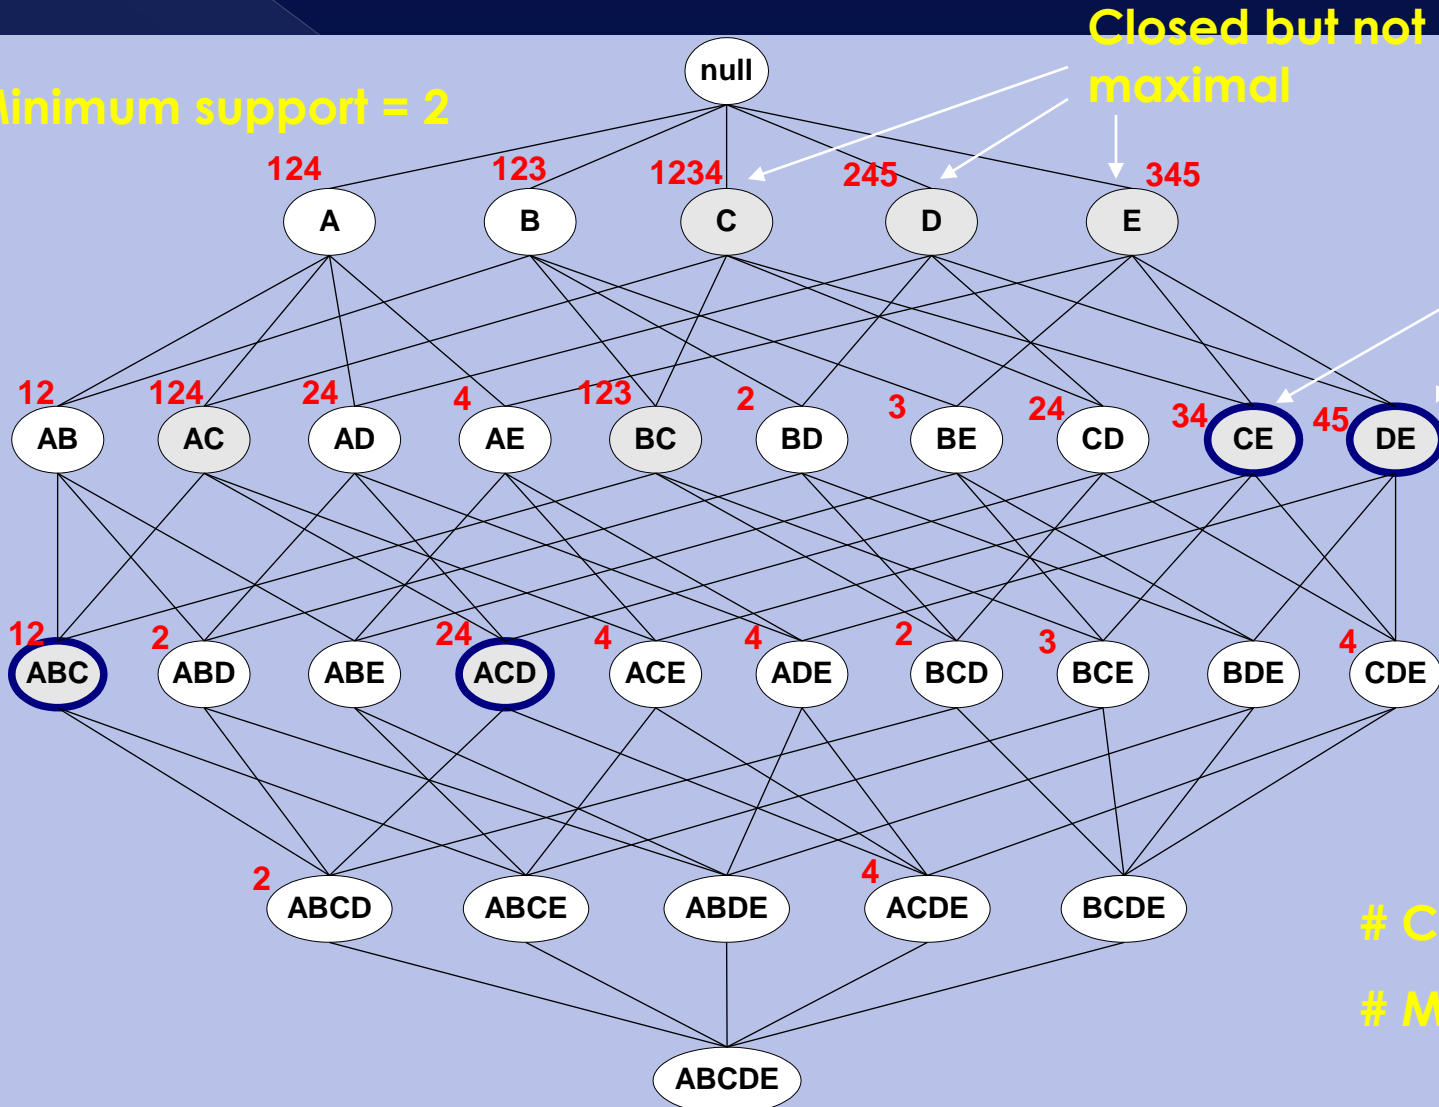 Closed but not
maximal
Minimum support = 2
null
124 123 1234 245 345
A B C D E
12 124 24 4 123 2 3 24 34 45
AB AC AD AE BC BD BE CD CE DE
12 2 24 4 4 2 3 4
ABC ABD ABE ACD ACE ADE BCD BCE BDE CDE
2 4
ABCD ABCE ABDE ACDE BCDE
# C
# M
ABCDE